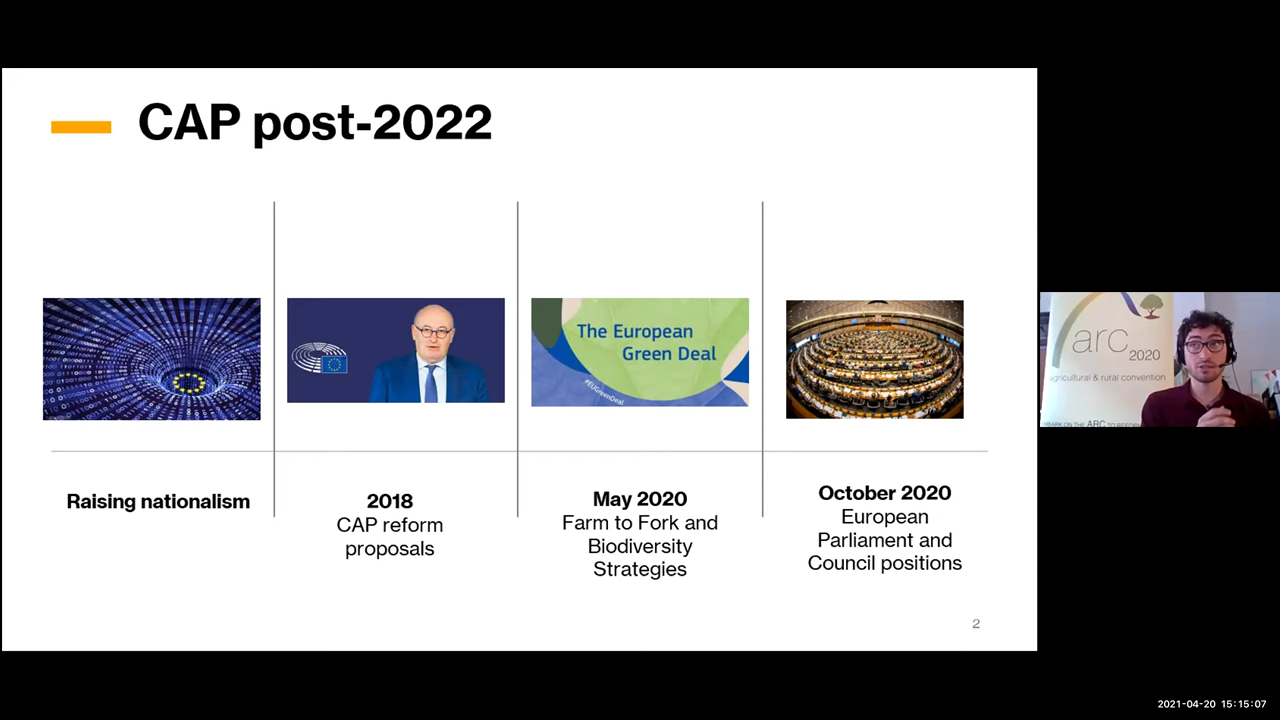 CAP post-2022
The European
Green Deal
#EUGreenDeal
Raising nationalism
2018
CAP reform
proposals
May 2020
Farm to Fork and
Biodiversity
Strategies
October 2020
European
Parliament and
Council positions
2
arc
2020
agricultural & rural convention
2021-04-20 15:15:07